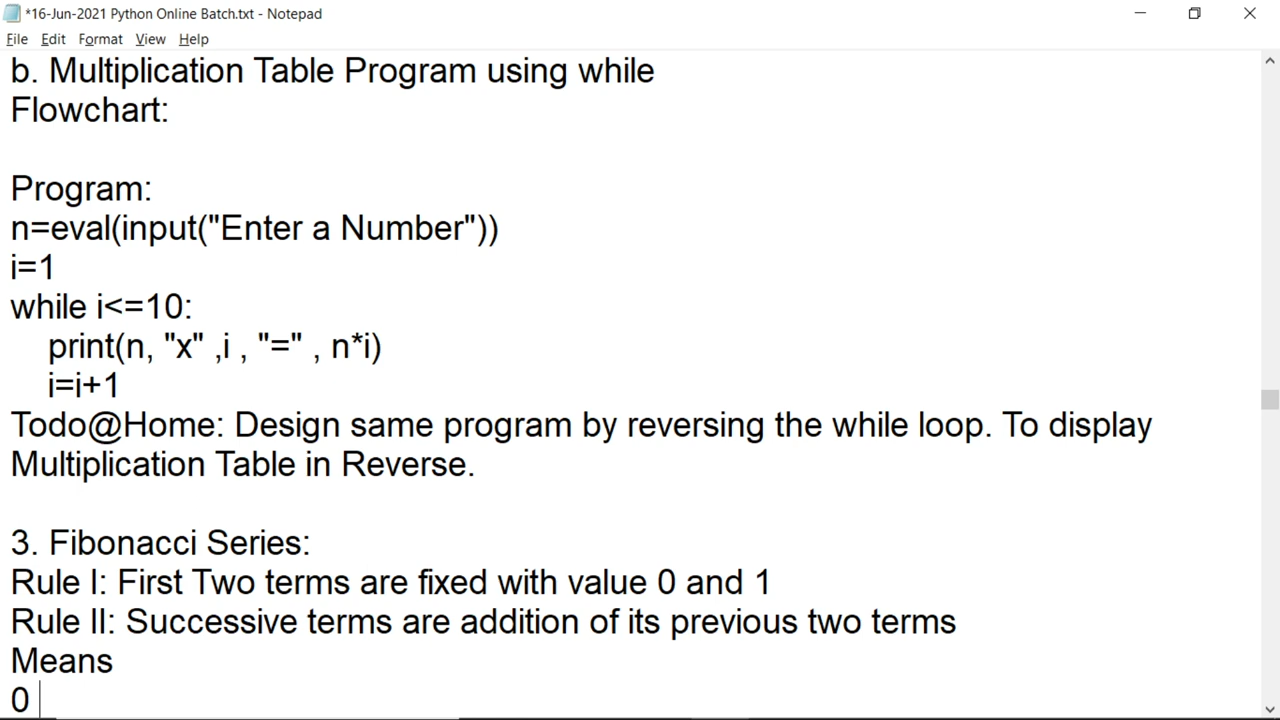 *16-Jun-2021 Python Online Batch.txt - Notepad
File Edit Format View Help
b. Multiplication Table Program using while
Flowchart:
Program:
n=eval(input("Enter a Number"))
i=1
while i<=10:
print(n, "x" ,i , "=" , n*i)
i=i+1
Todo@Home: Design same program by reversing the while loop. To display
Multiplication Table in Reverse.
3. Fibonacci Series:
Rule I: First Two terms are fixed with value 0 and 1
Rule II: Successive terms are addition of its previous two terms
Means
0